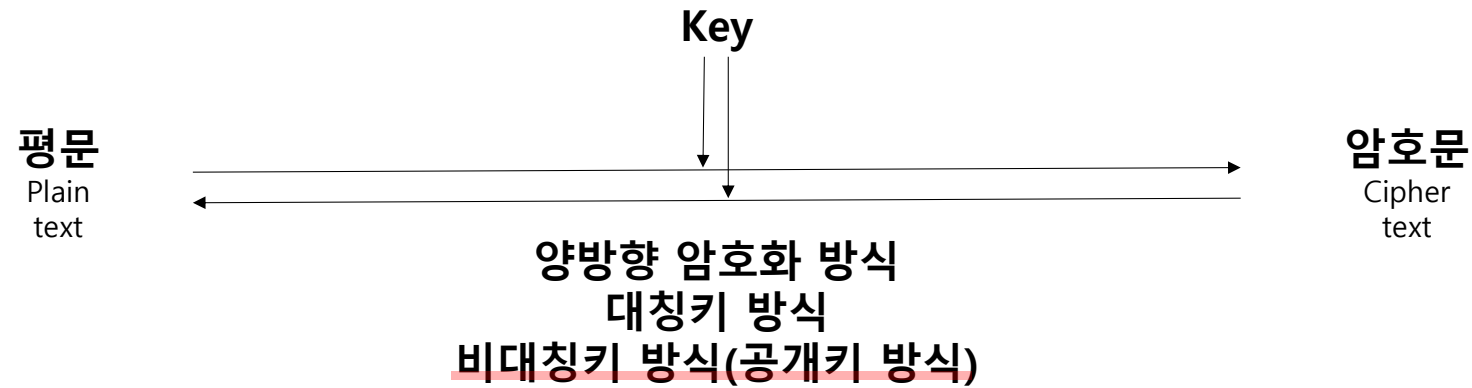 Key
평문
Plain
text
암호문
Cipher
text
양방향 암호화 방식
대칭키 방식
비대칭키 방식(공개키 방식)